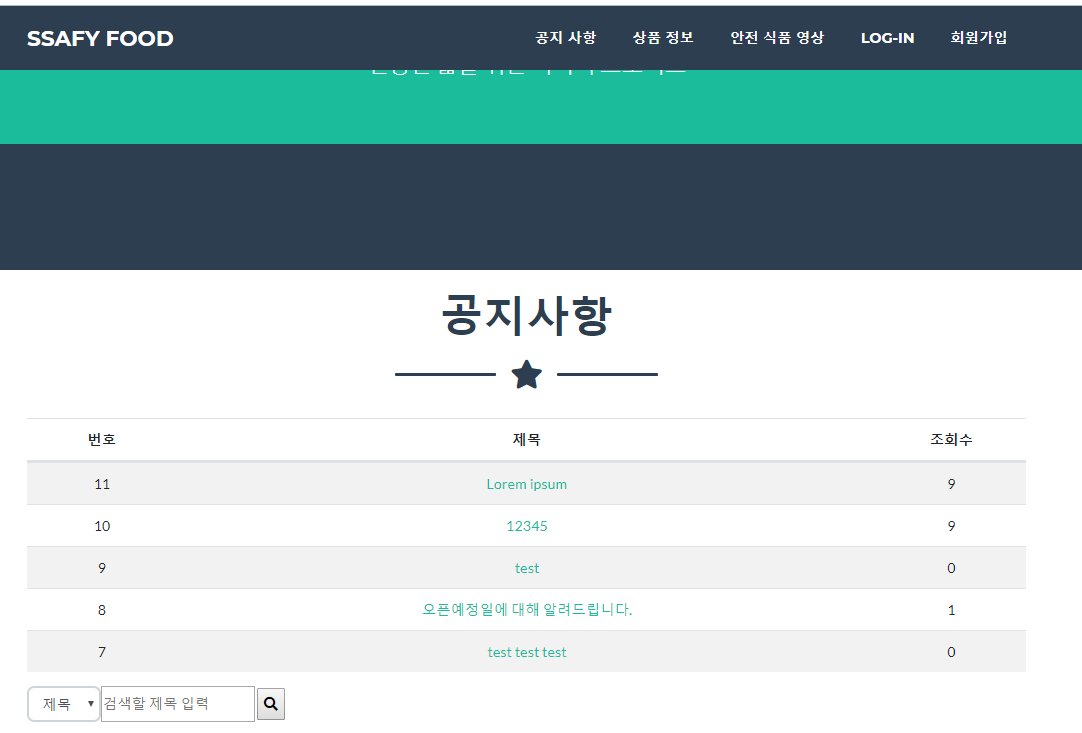 SSAFY FOOD 공지 사항 상품 정보 안전 식품 영상 LOG-IN 회원가입
공지사항
번호 제목 조회수
11 Lorem ipsum 9
10 12345 9
9 test 0
8 오픈예정일에 대해 알려드립니다. 1
7 test test test 0
제목 검색할 제목 입력